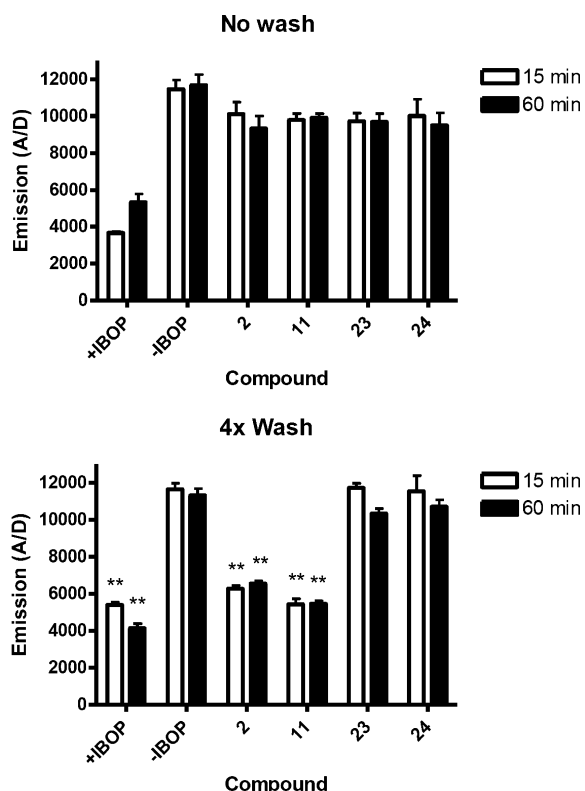 No wash
Emission (A/D)
12000
10000
8000
6000
4000
2000
0
+IBOP
-IBOP
2
11
23
24
Compound
15 min
60 min
4x Wash
Emission (A/D)
12000
10000
8000
6000
4000
2000
0
** ** ** ** ** **
+IBOP
-IBOP
2
11
23
24
Compound
15 min
60 min